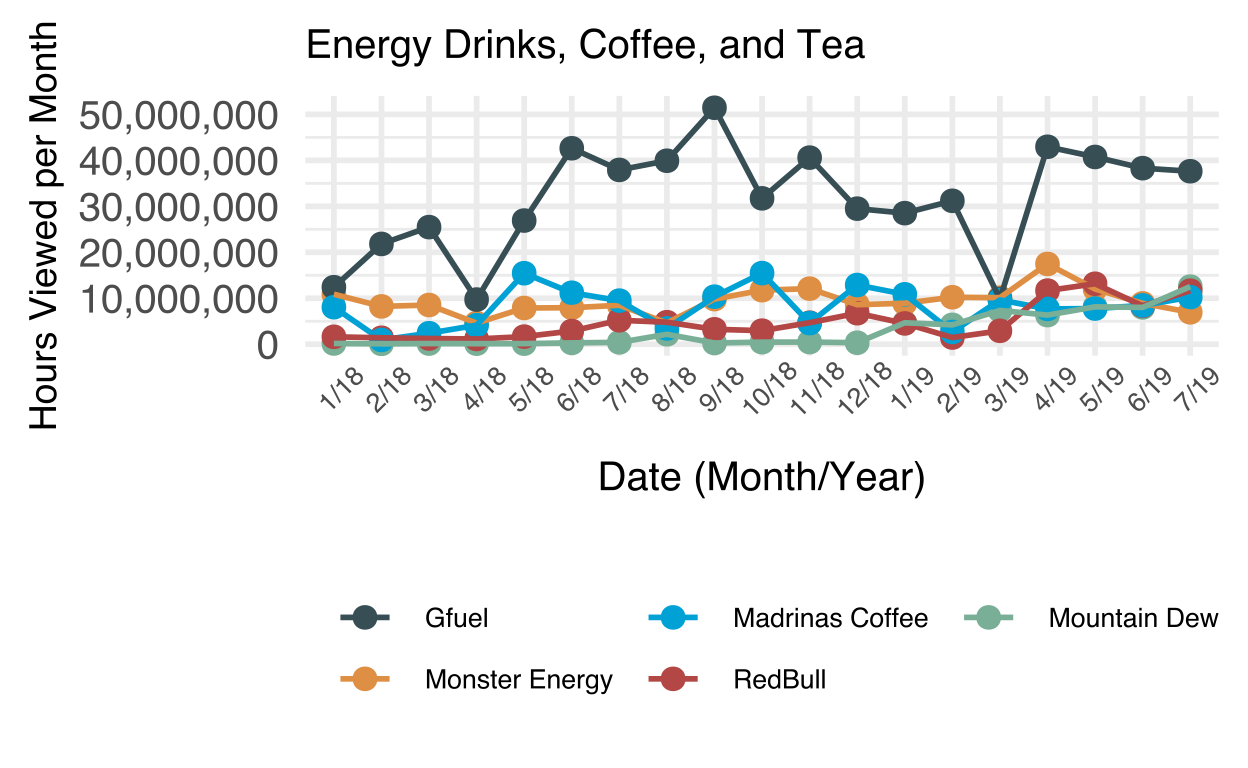 Energy Drinks, Coffee, and Tea
Hours Viewed per Month
50,000,000
40,000,000
30,000,000
20,000,000
10,000,000
0
1/18 2/18 3/18 4/18 5/18 6/18 7/18 8/18 9/18 10/18 11/18 12/18 1/19 2/19 3/19 4/19 5/19 6/19 7/19
Date (Month/Year)
Gfuel Madrinas Coffee Mountain Dew
Monster Energy RedBull